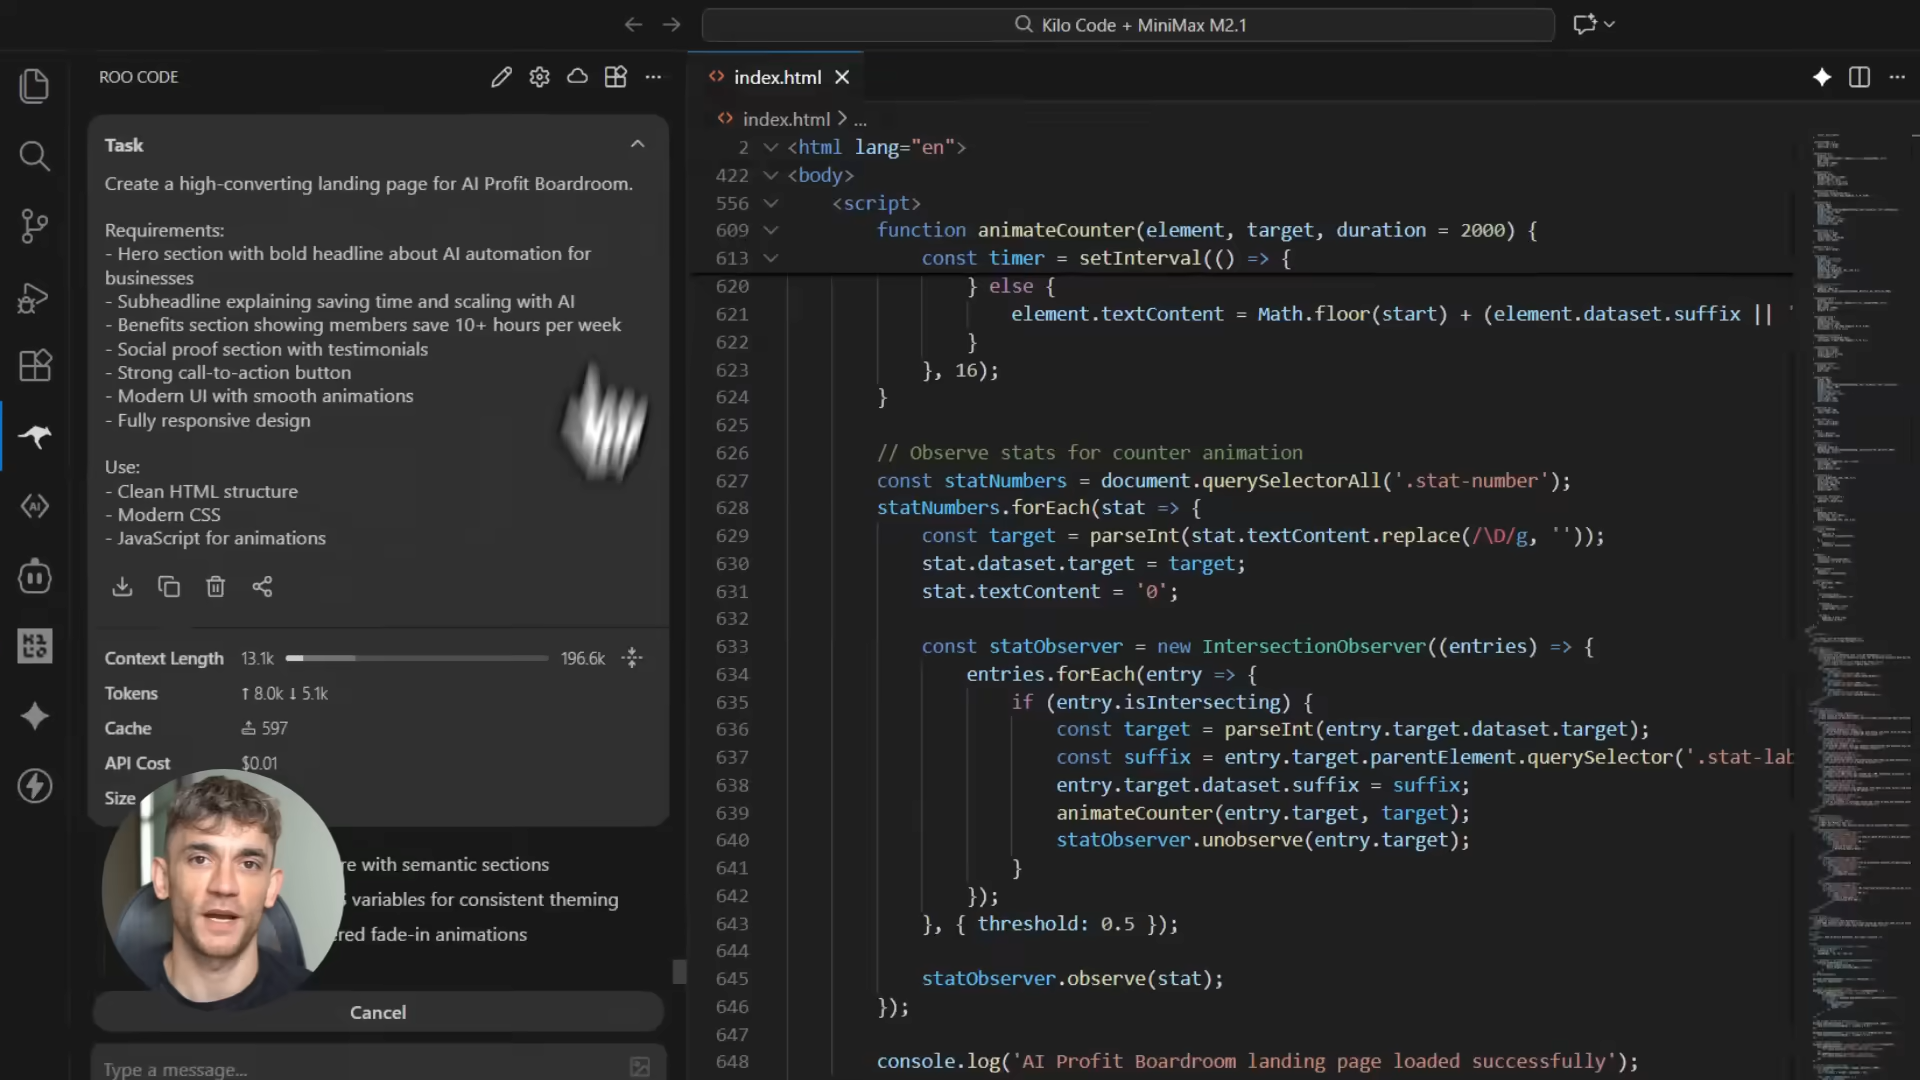 Kilo Code + MiniMax M2.1
ROO CODE
Task
Create a high-converting landing page for AI Profit Boardroom.
Requirements:
- Hero section with bold headline about AI automation for
businesses
- Subheadline explaining saving time and scaling with AI
- Benefits section showing members save 10+ hours per week
- Social proof section with testimonials
- Strong call-to-action button
- Modern UI with smooth animations
- Fully responsive design
Use:
- Clean HTML structure
- Modern CSS
- JavaScript for animations
Context Length 13.1k 196.6k
Tokens ↑ 8.0k ↓ 5.1k
Cache 597
API Cost $0.01
Size
with semantic sections
variables for consistent theming
fade-in animations
Cancel
Type a message...
AI
KILO
index.html
index.html > ...
2 <html lang="en">
422 <body>
556 <script>
609 function animateCounter(element, target, duration = 2000) {
613 const timer = setInterval(() => {
620 } else {
621 element.textContent = Math.floor(start) + (element.dataset.suffix || '
622 }
623 }, 16);
624 }
625
626 // Observe stats for counter animation
627 const statNumbers = document.querySelectorAll('.stat-number');
628 statNumbers.forEach(stat => {
629 const target = parseInt(stat.textContent.replace(/\D/g, ''));
630 stat.dataset.target = target;
631 stat.textContent = '0';
632
633 const statObserver = new IntersectionObserver((entries) => {
634 entries.forEach(entry => {
635 if (entry.isIntersecting) {
636 const target = parseInt(entry.target.dataset.target);
637 const suffix = entry.target.parentElement.querySelector('.stat-lab
638 entry.target.dataset.suffix = suffix;
639 animateCounter(entry.target, target);
640 statObserver.unobserve(entry.target);
641 }
642 });
643 }, { threshold: 0.5 });
644
645 statObserver.observe(stat);
646 });
647
648 console.log('AI Profit Boardroom landing page loaded successfully');